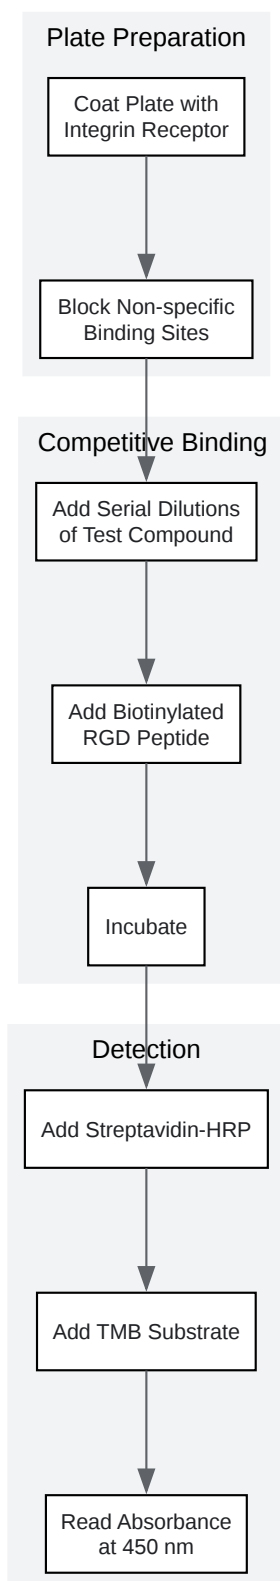 Plate Preparation
Coat Plate with
Integrin Receptor
Block Non-specific
Binding Sites
Competitive Binding
Add Serial Dilutions
of Test Compound
Add Biotinylated
RGD Peptide
Incubate
Detection
Add Streptavidin-HRP
Add TMB Substrate
Read Absorbance
at 450 nm